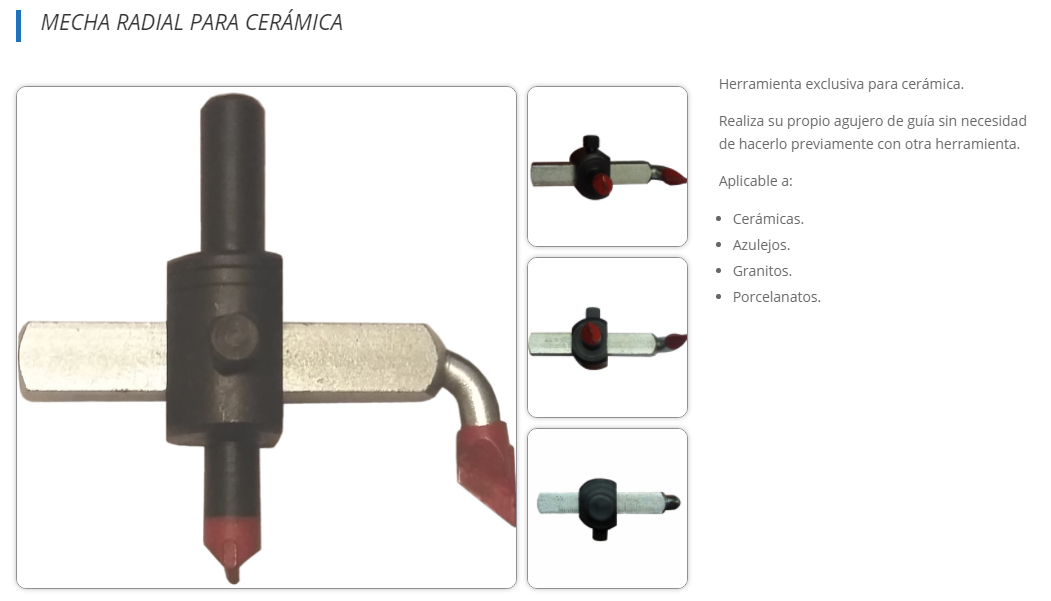 MECHA RADIAL PARA CERÁMICA
Herramienta exclusiva para cerámica.
Realiza su propio agujero de guía sin necesidad
de hacerlo previamente con otra herramienta.
Aplicable a:
Cerámicas.
Azulejos.
Granitos.
Porcelanatos.